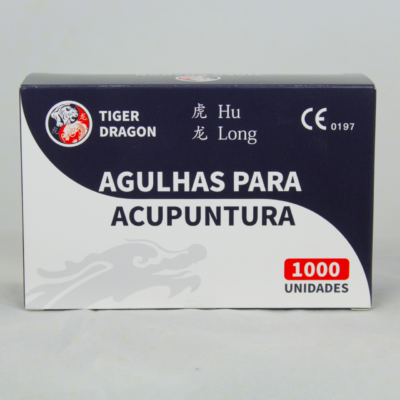 TIGER
DRAGON
虎 Hu
龙 Long
CE 0197
AGULHAS PARA
ACUPUNTURA
1000
UNIDADES